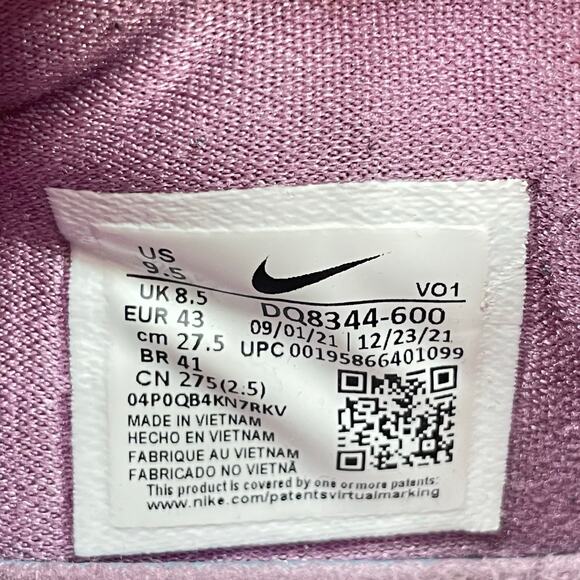 US
9.5
UK 8.5
EUR 43
cm 27.5
BR 41
CN 275(2.5)
VO1
DQ8344-600
09/01/21 | 12/23/21
UPC 00195866401099
04P0QB4KN7RKV
MADE IN VIETNAM
HECHO EN VIETNAM
FABRIQUE AU VIETNAM
FABRICADO NO VIETNÃ
This product is covered by one or more patents
www.nike.com/patentsvirtualmarking